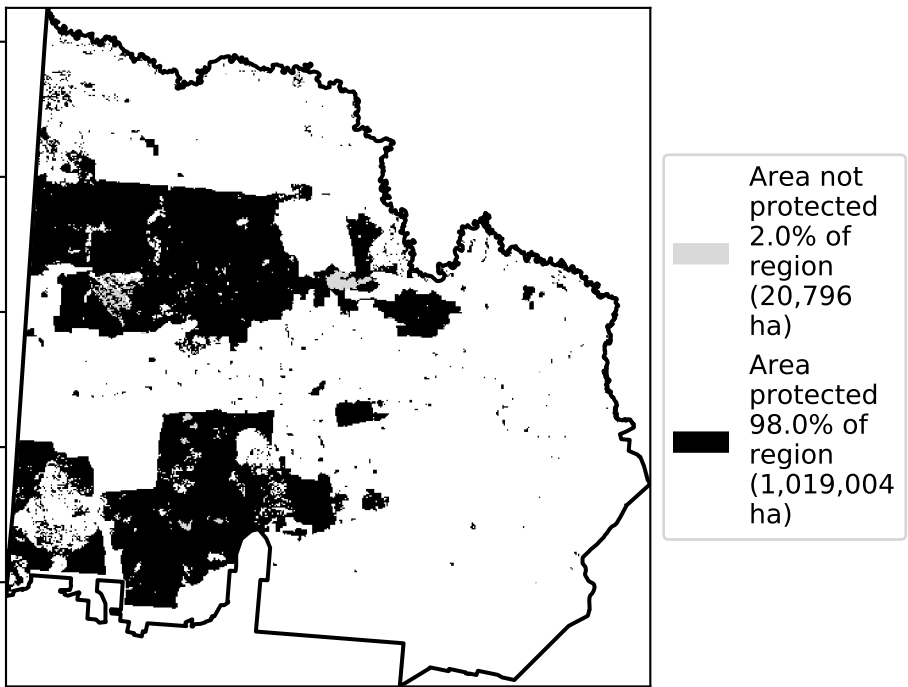 Area not
protected
2.0% of
region
(20,796
ha)
Area
protected
98.0% of
region
(1,019,004
ha)